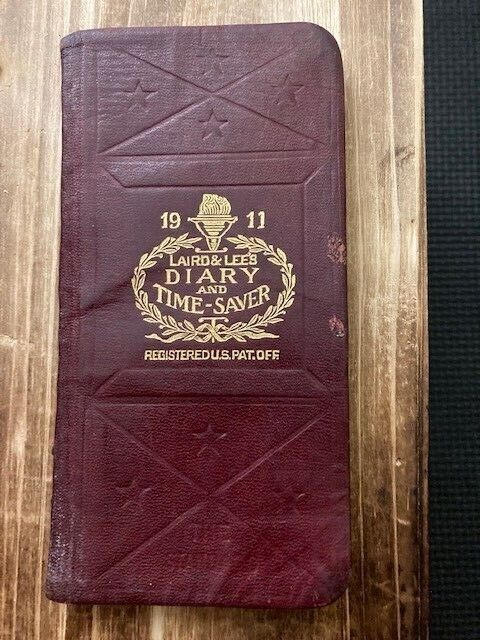 19 11
LAIRD & LEE'S
DIARY
AND
TIME-SAVER
REGISTERED U.S. PAT. OFF.